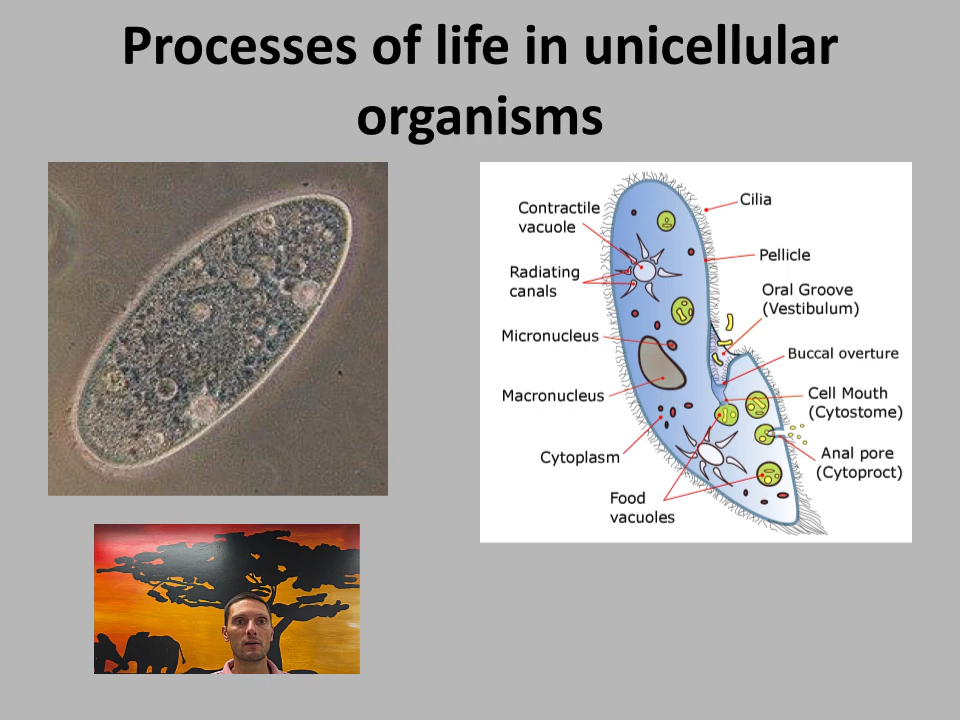 Processes of life in unicellular
organisms
Contractile
vacuole
Radiating
canals
Micronucleus
Macronucleus
Cytoplasm
Food
vacuoles
Cilia
Pellicle
Oral Groove
(Vestibulum)
Buccal overture
Cell Mouth
(Cytostome)
Anal pore
(Cytoproct)